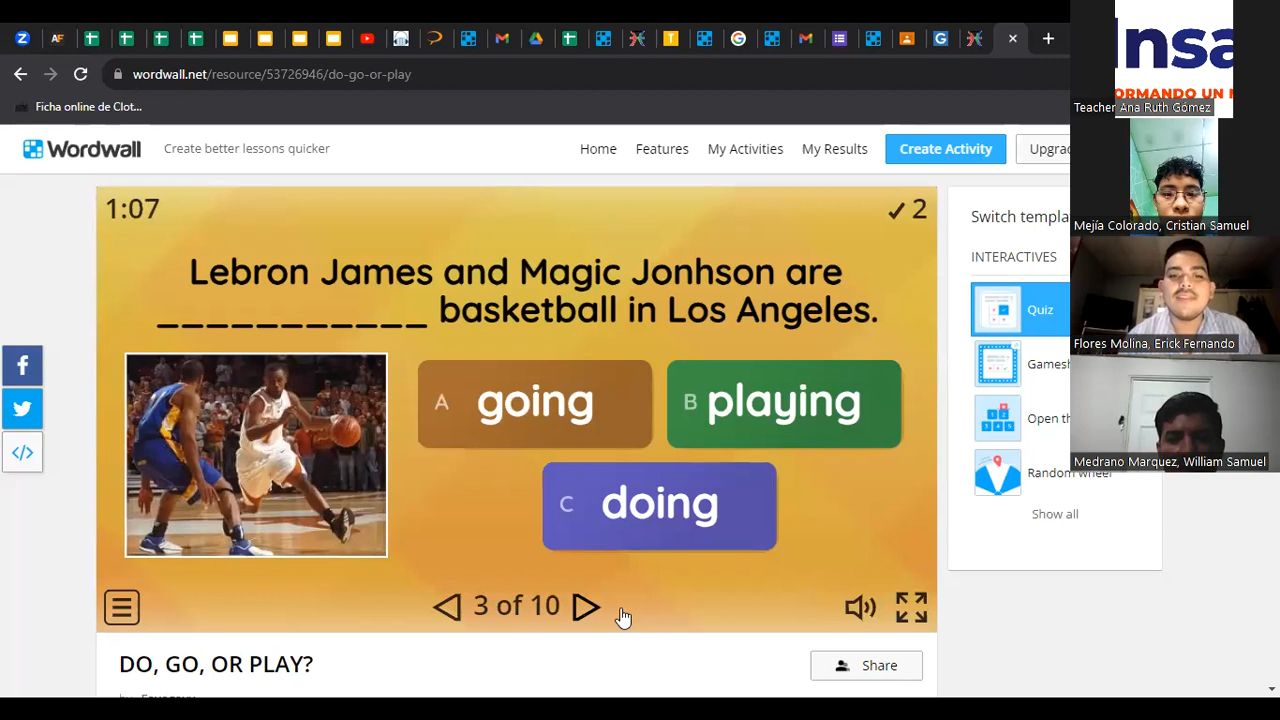 wordwall.net/resource/53726946/do-go-or-play
Ficha online de Clot...
Wordwall
Create better lessons quicker
Home
Features
My Activities
My Results
Create Activity
Upgrad
1:07
✓ 2
Lebron James and Magic Jonhson are
___________ basketball in Los Angeles.
A going
B playing
C doing
3 of 10
DO, GO, OR PLAY?
Share
Switch templa
INTERACTIVES
Quiz
Gamesh
Open th
Random wheel
Show all
Insa
ORMANDO UN
Teacher Ana Ruth Gómez
Mejía Colorado, Cristian Samuel
Flores Molina, Erick Fernando
Medrano Marquez, William Samuel